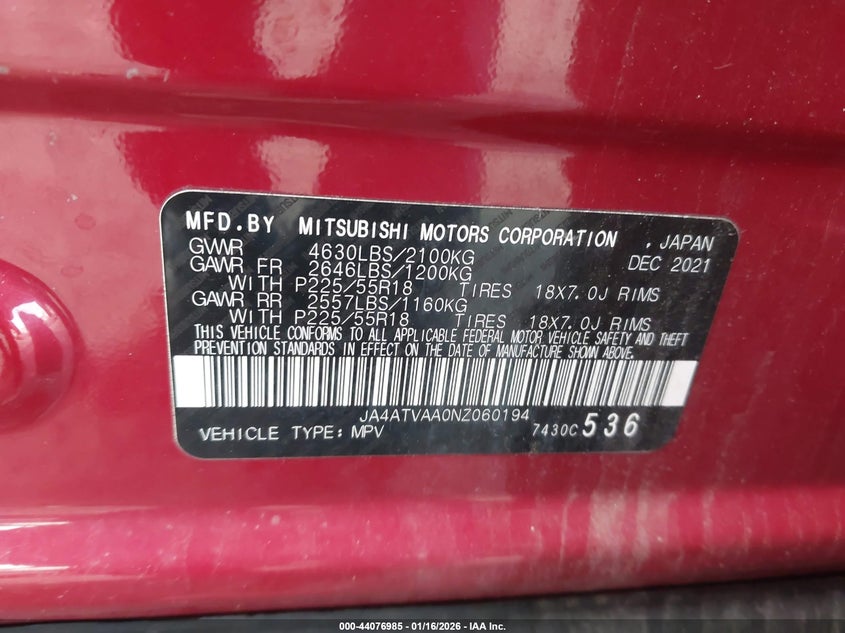 MFD.BY MITSUBISHI MOTORS CORPORATION , JAPAN
GVWR 4630LBS/2100KG DEC 2021
GAWR FR 2646LBS/1200KG
WITH P225/55R18 TIRES 18X7.0J RIMS
GAWR RR 2557LBS/1160KG
WITH P225/55R18 TIRES 18X7.0J RIMS
THIS VEHICLE CONFORMS TO ALL APPLICABLE FEDERAL MOTOR VEHICLE SAFETY AND THEFT
PREVENTION STANDARDS IN EFFECT ON THE DATE OF MANUFACTURE SHOWN ABOVE.
JA4ATVAA0NZ060194
VEHICLE TYPE: MPV 7430C 536
000-44076985 - 01/16/2026 - IAA Inc.